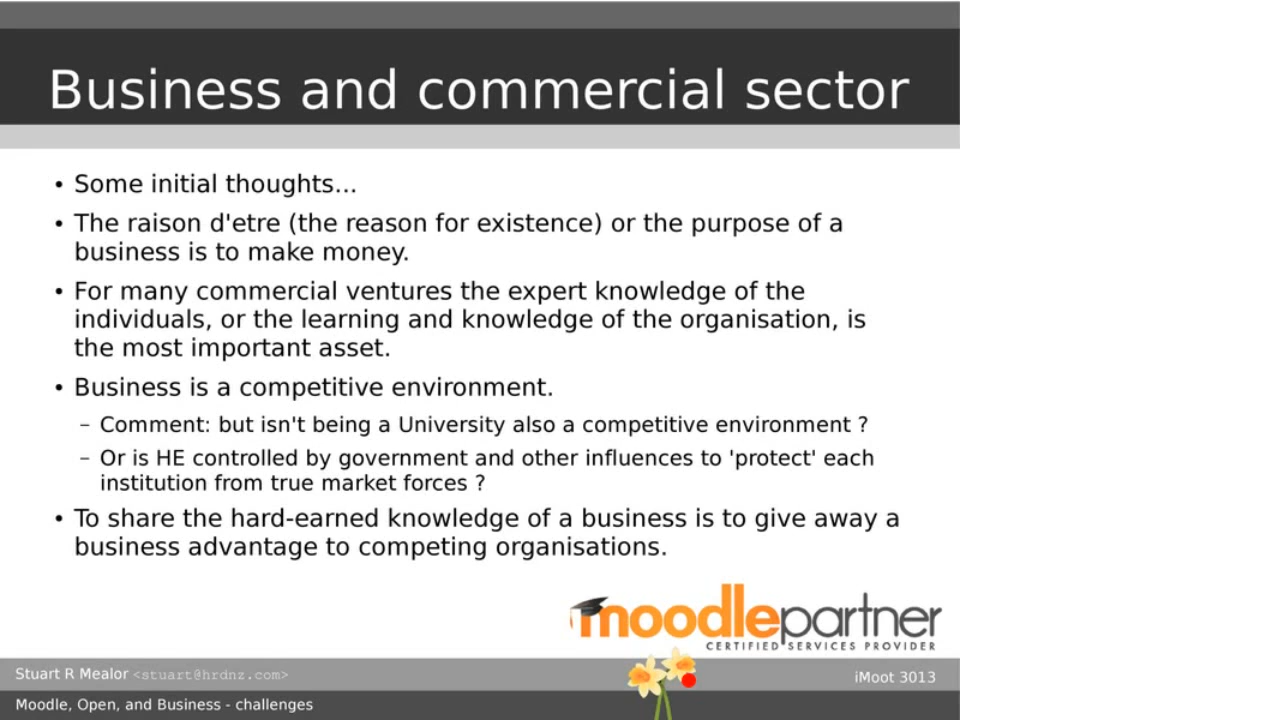 Business and commercial sector
• Some initial thoughts...
• The raison d'etre (the reason for existence) or the purpose of a
business is to make money.
• For many commercial ventures the expert knowledge of the
individuals, or the learning and knowledge of the organisation, is
the most important asset.
• Business is a competitive environment.
– Comment: but isn't being a University also a competitive environment ?
– Or is HE controlled by government and other influences to 'protect' each
institution from true market forces ?
• To share the hard-earned knowledge of a business is to give away a
business advantage to competing organisations.
moodlepartner
CERTIFIED SERVICES PROVIDER
Stuart R Mealor <stuart@hrdnz.com>
iMoot 3013
Moodle, Open, and Business - challenges